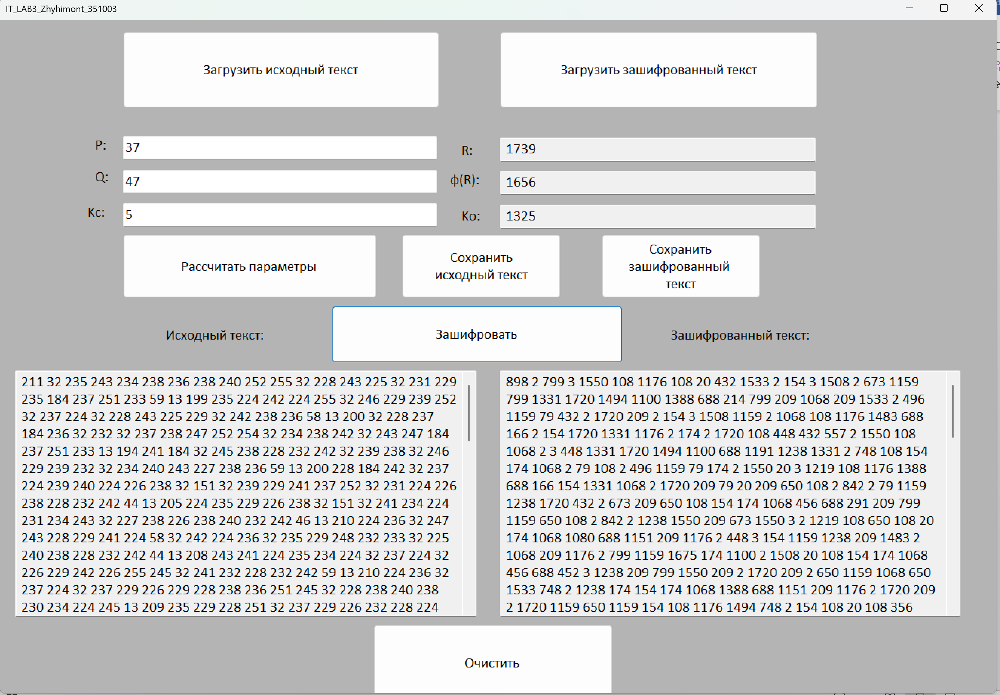 IT_LAB3_Zhyhimont_351003
Загрузить исходный текст
Загрузить зашифрованный текст
P:
37
R:
1739
Q:
47
ф(R):
1656
Кс:
5
Ко:
1325
Рассчитать параметры
Сохранить
исходный текст
Сохранить
зашифрованный
текст
Исходный текст:
Зашифровать
Зашифрованный текст:
211 32 235 243 234 238 236 238 240 252 255 32 228 243 225 32 231 229
235 184 237 251 233 59 13 199 235 224 242 224 255 32 246 229 239 252
32 237 224 32 228 243 225 229 32 242 238 236 58 13 200 32 228 237
184 236 32 232 32 237 238 247 252 254 32 234 238 242 32 243 247 184
237 251 233 13 194 241 184 32 245 238 228 232 242 32 239 238 32 246
229 239 232 32 234 240 243 227 238 236 59 13 200 228 184 242 32 237
224 239 240 224 226 238 32 151 32 239 229 241 237 252 32 231 224 226
238 228 232 242 44 13 205 224 235 229 226 238 32 151 32 241 234 224
231 234 243 32 227 238 226 238 240 232 242 46 13 210 224 236 32 247
243 228 229 241 224 58 32 242 224 236 32 235 229 248 232 233 32 225
240 238 228 232 242 44 13 208 243 241 224 235 234 224 32 237 224 32
226 229 242 226 255 245 32 241 232 228 232 242 59 13 210 224 236 32
237 224 32 237 229 226 229 228 238 236 251 245 32 228 238 240 238
230 234 224 245 13 209 235 229 228 251 32 237 229 226 232 228 224
898 2 799 3 1550 108 1176 108 20 432 1533 2 154 3 1508 2 673 1159
799 1331 1720 1494 1100 1388 688 214 799 209 1068 209 1533 2 496
1159 79 432 2 1720 209 2 154 3 1508 1159 2 1068 108 1176 1483 688
166 2 154 1720 1331 1176 2 174 2 1720 108 448 432 557 2 1550 108
1068 2 3 448 1331 1720 1494 1100 688 1191 1238 1331 2 748 108 154
174 1068 2 79 108 2 496 1159 79 174 2 1550 20 3 1219 108 1176 1388
688 166 154 1331 1068 2 1720 209 79 20 209 650 108 2 842 2 79 1159
1238 1720 432 2 673 209 650 108 154 174 1068 456 688 291 209 799
1159 650 108 2 842 2 1238 1550 209 673 1550 3 2 1219 108 650 108 20
174 1068 1080 688 1151 209 1176 2 448 3 154 1159 1238 209 1483 2
1068 209 1176 2 799 1159 1675 174 1100 2 1508 20 108 154 174 1068
456 688 452 3 1238 209 799 1550 209 2 1720 209 2 650 1159 1068 650
1533 748 2 1238 174 154 174 1068 1388 688 1151 209 1176 2 1720 209
2 1720 1159 650 1159 154 108 1176 1494 748 2 154 108 20 108 356
Очистить